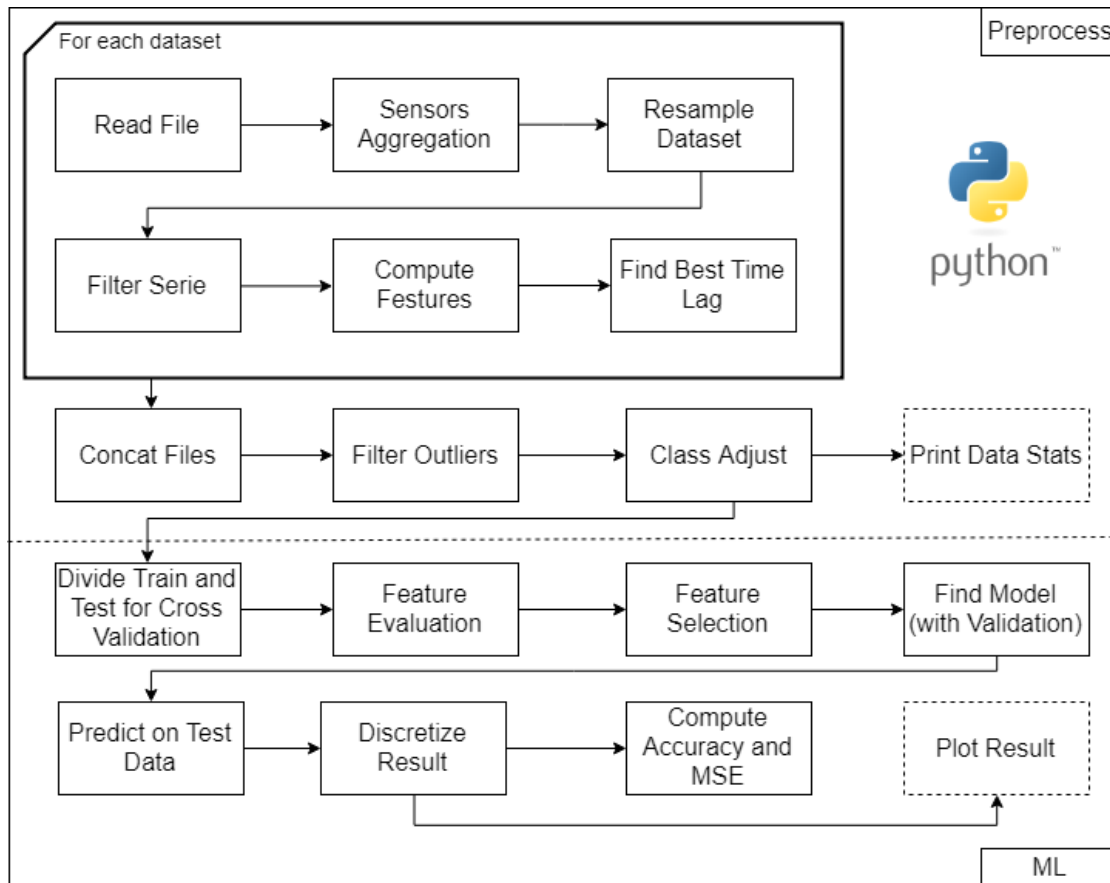 Preprocess
For each dataset
Read File
Sensors
Aggregation
Resample
Dataset
python™
Filter Serie
Compute
Festures
Find Best Time
Lag
Concat Files
Filter Outliers
Class Adjust
Print Data Stats
Divide Train and
Test for Cross
Validation
Feature
Evaluation
Feature
Selection
Find Model
(with Validation)
Predict on Test
Data
Discretize
Result
Compute
Accuracy and
MSE
Plot Result
ML